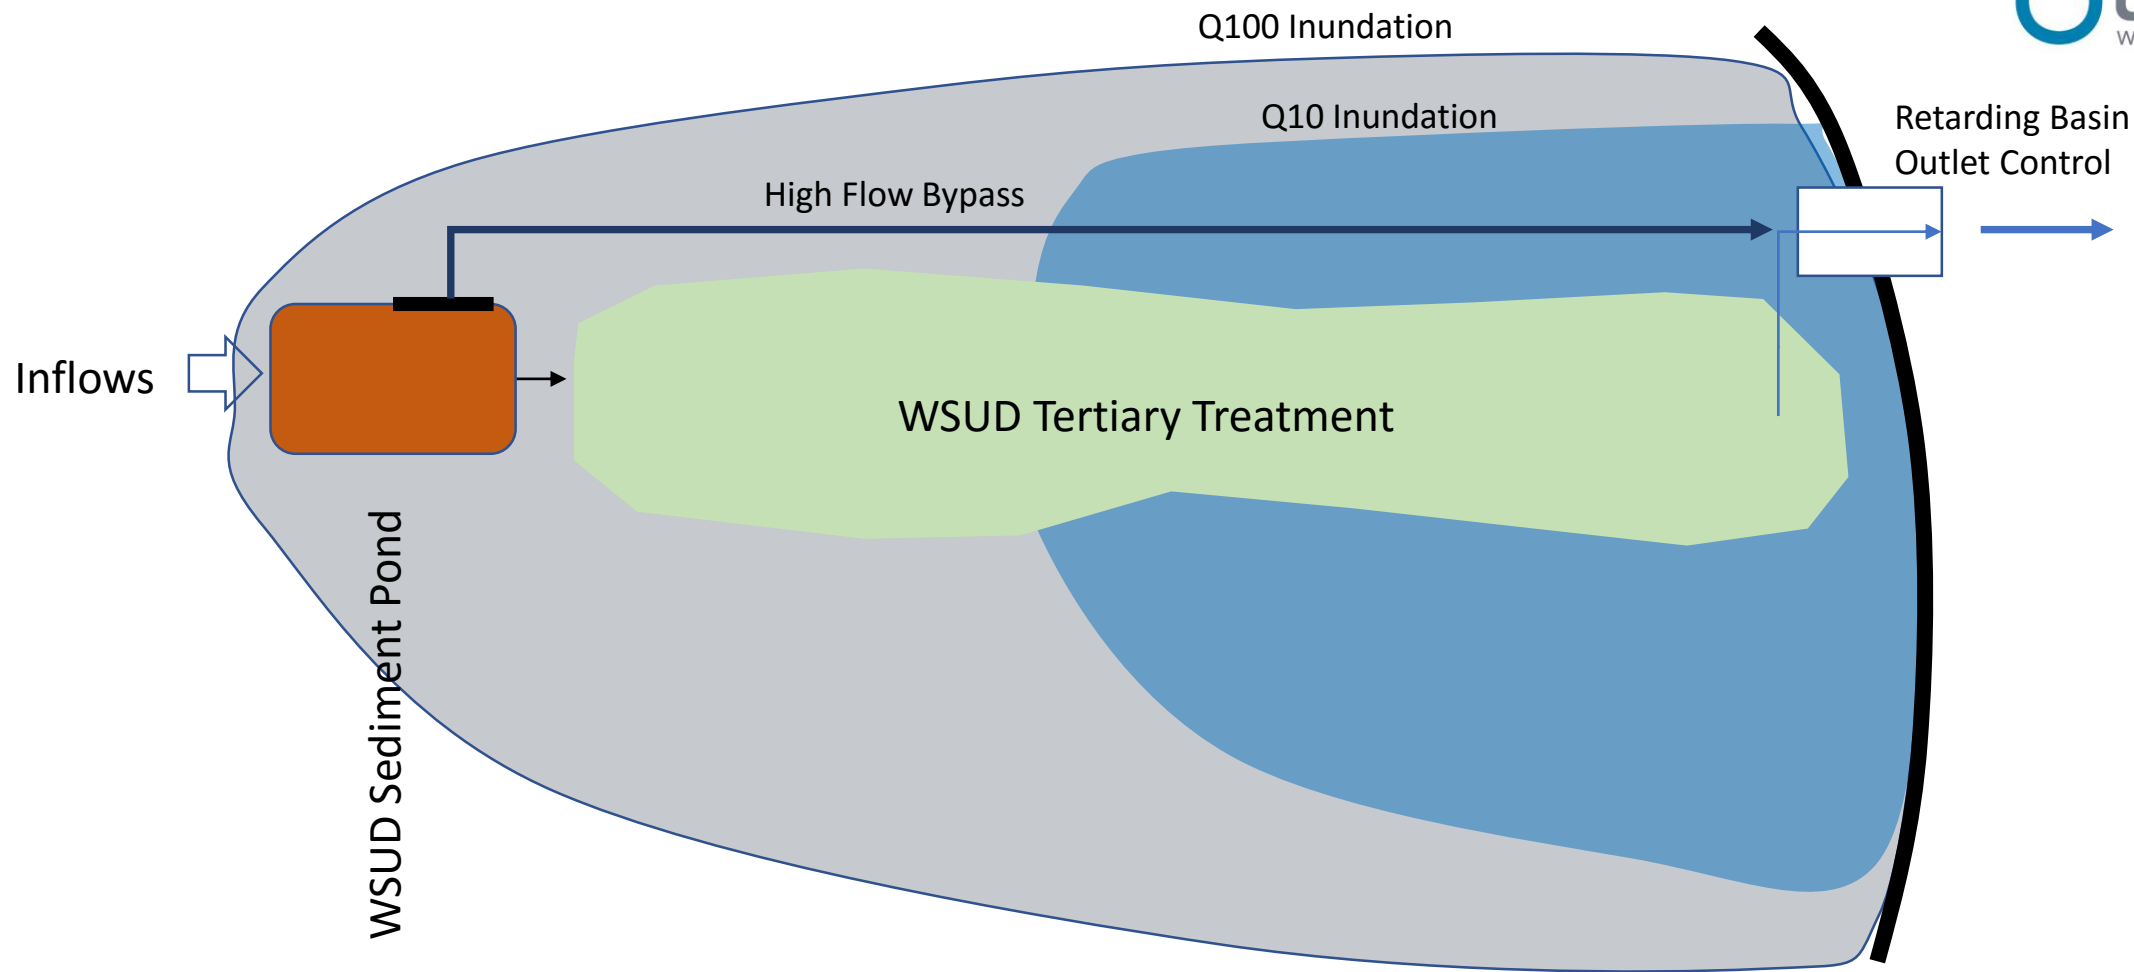 Q100 Inundation
Q10 Inundation
Retarding Basin
Outlet Control
High Flow Bypass
Inflows
WSUD Tertiary Treatment
WSUD Sediment Pond